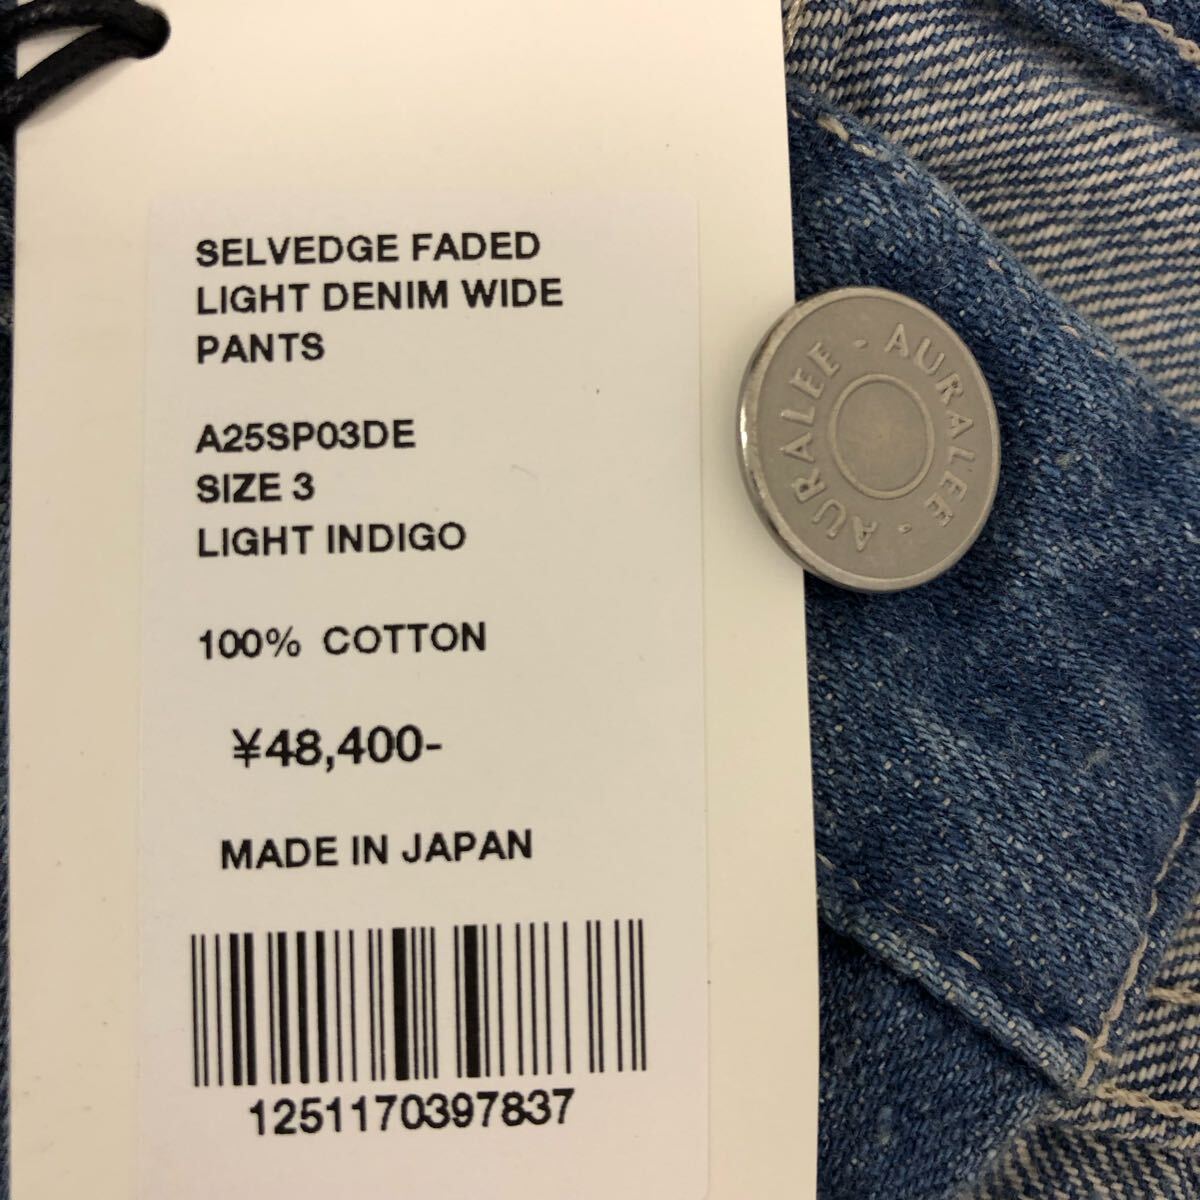 SELVEDGE FADED
LIGHT DENIM WIDE
PANTS
A25SP03DE
SIZE 3
LIGHT INDIGO
100% COTTON
¥48,400-
MADE IN JAPAN
1251170397837
AURALEE · AURALEE ·